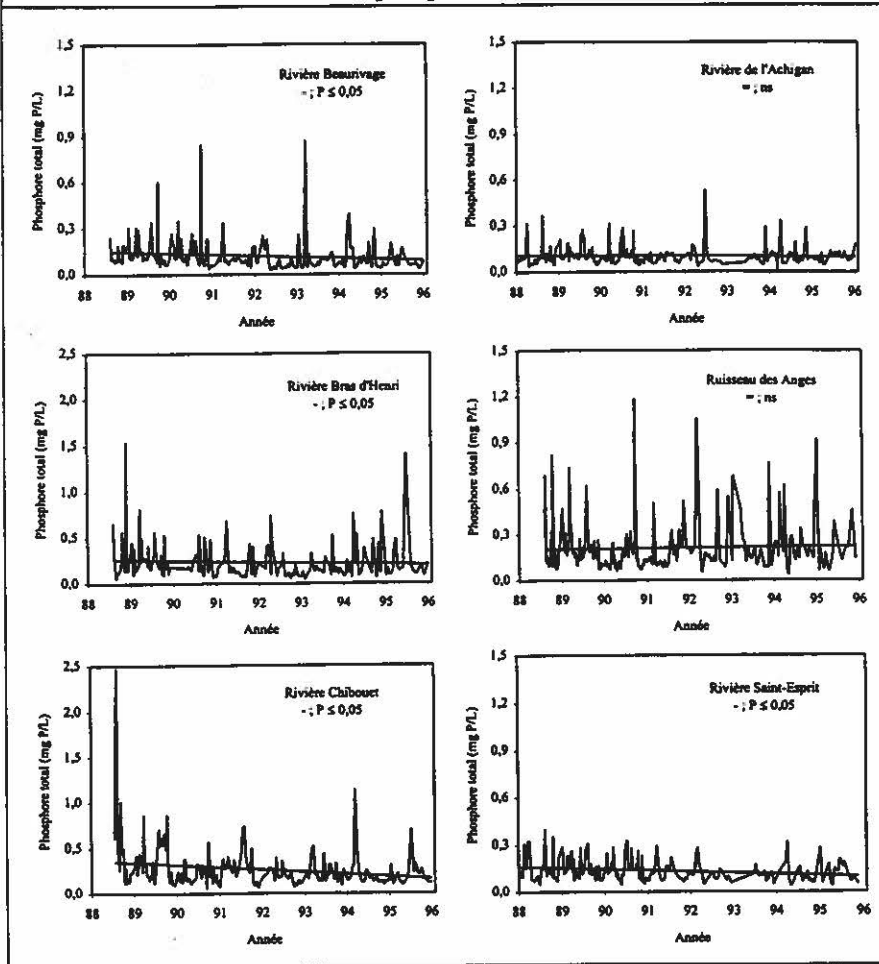 Rivière Beaurivage
- ; P ≤ 0,05
Phosphore total (mg P/L)
1,5
1,2
0,9
0,6
0,3
0,0
88 89 90 91 92 93 94 95 96
Année
Rivière de l'Achigan
= ; ns
Phosphore total (mg P/L)
1,5
1,2
0,9
0,6
0,3
0,0
88 89 90 91 92 93 94 95 96
Année
Rivière Bras d'Henri
- ; P ≤ 0,05
Phosphore total (mg P/L)
2,5
2,0
1,5
1,0
0,5
0,0
88 89 90 91 92 93 94 95 96
Année
Ruisseau des Anges
= ; ns
Phosphore total (mg P/L)
1,5
1,2
0,9
0,6
0,3
0,0
88 89 90 91 92 93 94 95 96
Année
Rivière Chibouet
- ; P ≤ 0,05
Phosphore total (mg P/L)
2,5
2,0
1,5
1,0
0,5
0,0
88 89 90 91 92 93 94 95 96
Année
Rivière Saint-Esprit
- ; P ≤ 0,05
Phosphore total (mg P/L)
1,5
1,2
0,9
0,6
0,3
0,0
88 89 90 91 92 93 94 95 96
Année